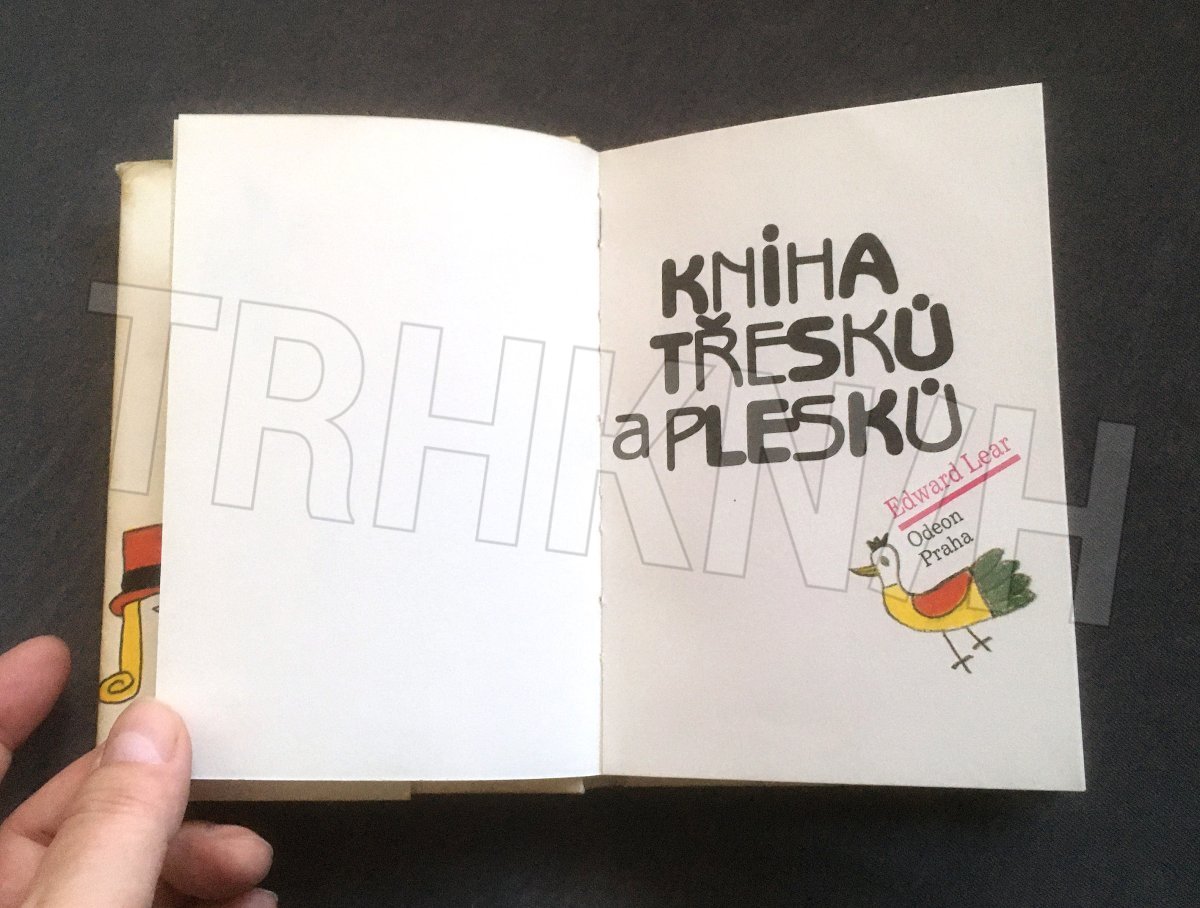 KNIHA
TŘESKŮ
a PLESKŮ
Edward Lear
Odeon
Praha
TRHKNIH